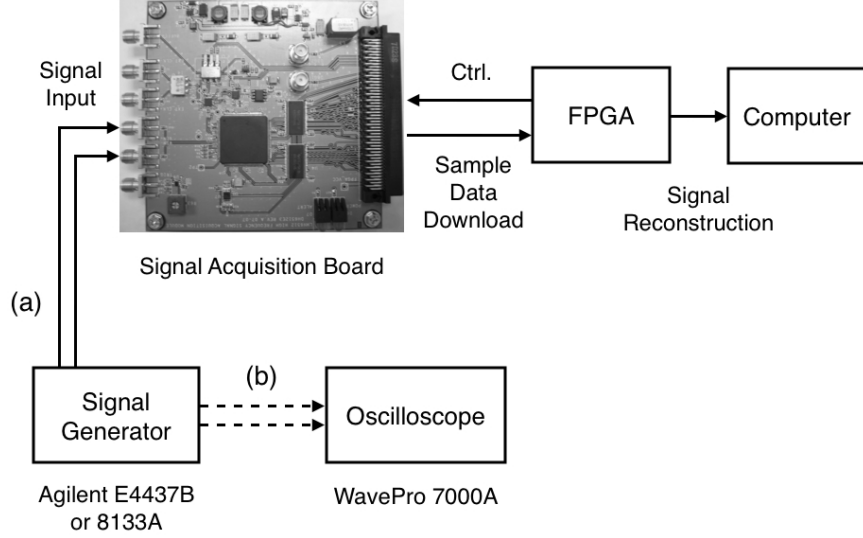 Signal
Input
Ctrl.
FPGA
Computer
Sample
Data
Download
Signal
Reconstruction
Signal Acquisition Board
(a)
(b)
Signal
Generator
Oscilloscope
Agilent E4437B
or 8133A
WavePro 7000A